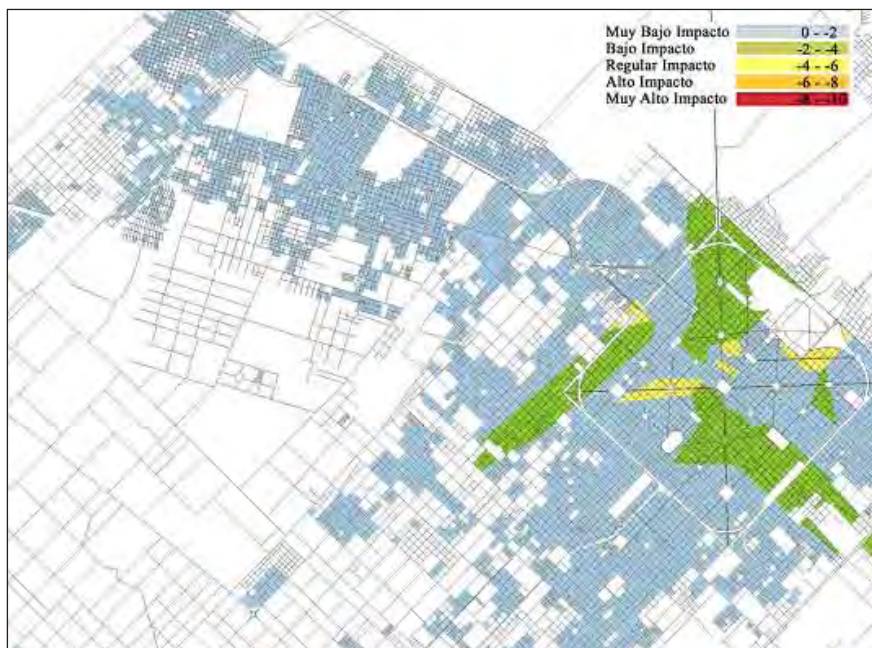 Muy Bajo Impacto 0 - -2
Bajo Impacto -2 - -4
Regular Impacto -4 - -6
Alto Impacto -6 - -8
Muy Alto Impacto -8 - -10